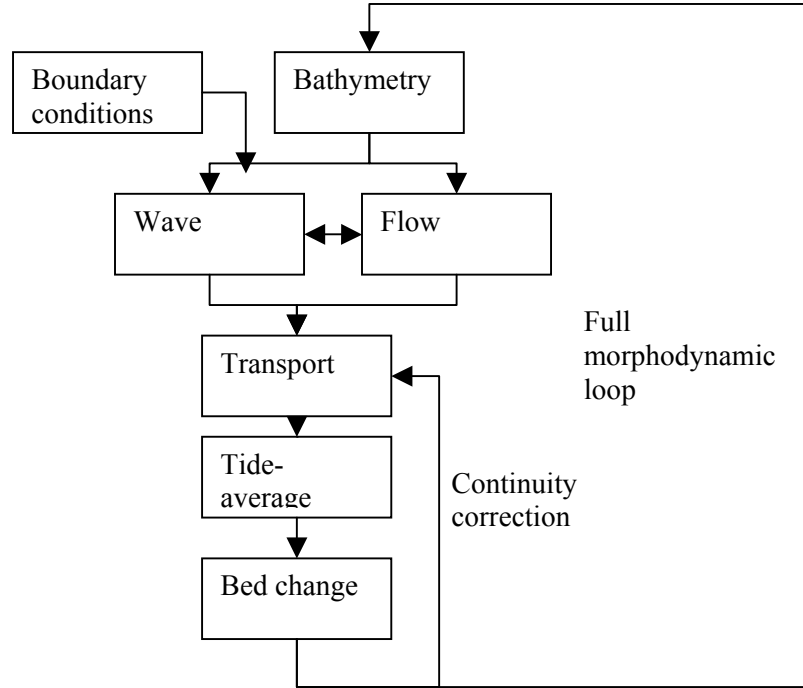 Boundary
conditions
Bathymetry
Wave
Flow
Transport
Tide-
average
Bed change
Continuity
correction
Full
morphodynamic
loop